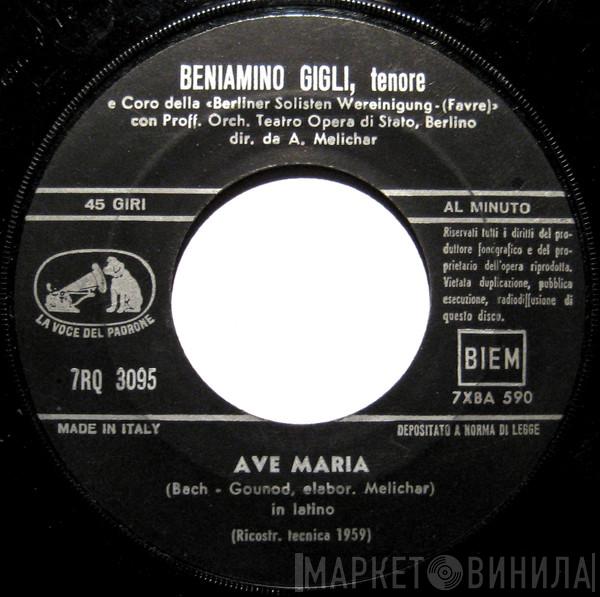 BENIAMINO GIGLI, tenore
e Coro della «Berliner Solisten Wereinigung-(Favre)»
con Proff. Orch. Teatro Opera di Stato, Berlino
dir. da A. Melichar
45 GIRI
AL MINUTO
Riservati tutti i diritti del pro-
duttore fonografico e del pro-
prietario dell'opera riprodotta.
Vietata duplicazione, pubblica
esecuzione, radiodiffusione di
questo disco.
LA VOCE DEL PADRONE
7RQ 3095
BIEM
7XBA 590
MADE IN ITALY
DEPOSITATO A NORMA DI LEGGE
AVE MARIA
(Bach - Gounod, elabor. Melichar)
in latino
(Ricostr. tecnica 1959)
МАРКЕТ ВИНИЛА